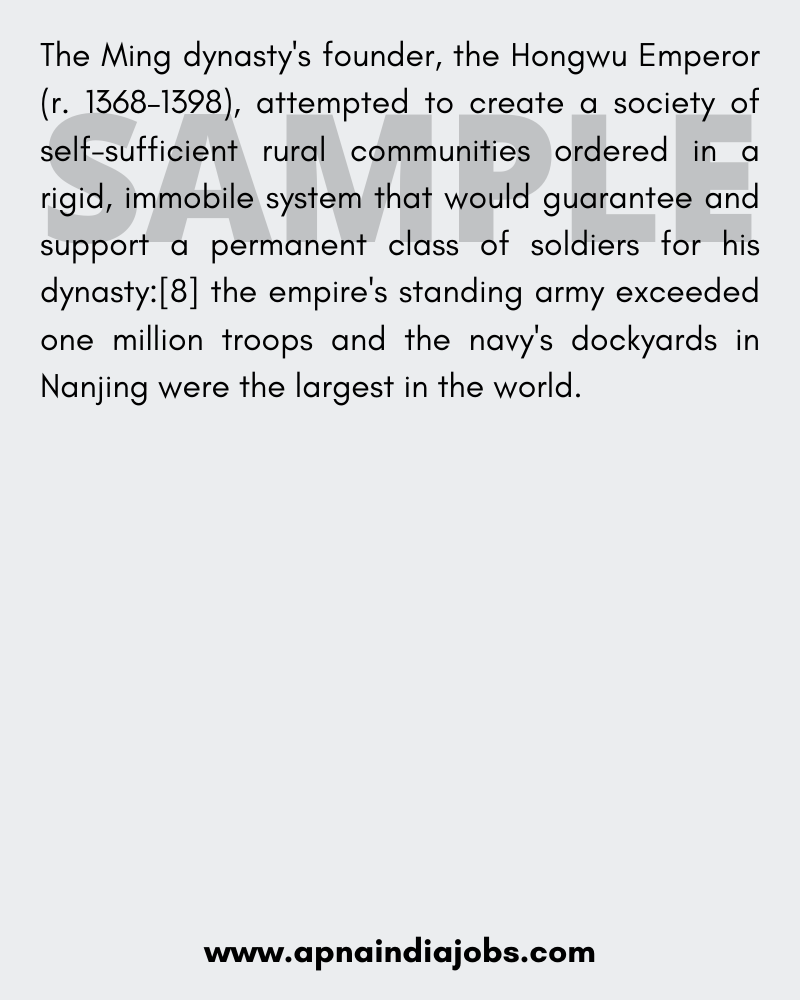 The Ming dynasty's founder, the Hongwu Emperor
(r. 1368–1398), attempted to create a society of
SAMPLE
self-sufficient rural communities ordered in a
rigid, immobile system that would guarantee and
support a permanent class of soldiers for his
dynasty:[8] the empire's standing army exceeded
one million troops and the navy's dockyards in
Nanjing were the largest in the world.
www.apnaindiajobs.com